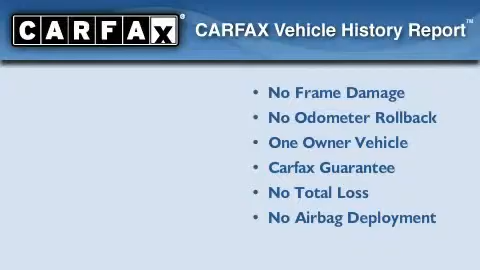 CARFAX® CARFAX Vehicle History Report™
• No Frame Damage
• No Odometer Rollback
• One Owner Vehicle
• Carfax Guarantee
• No Total Loss
• No Airbag Deployment